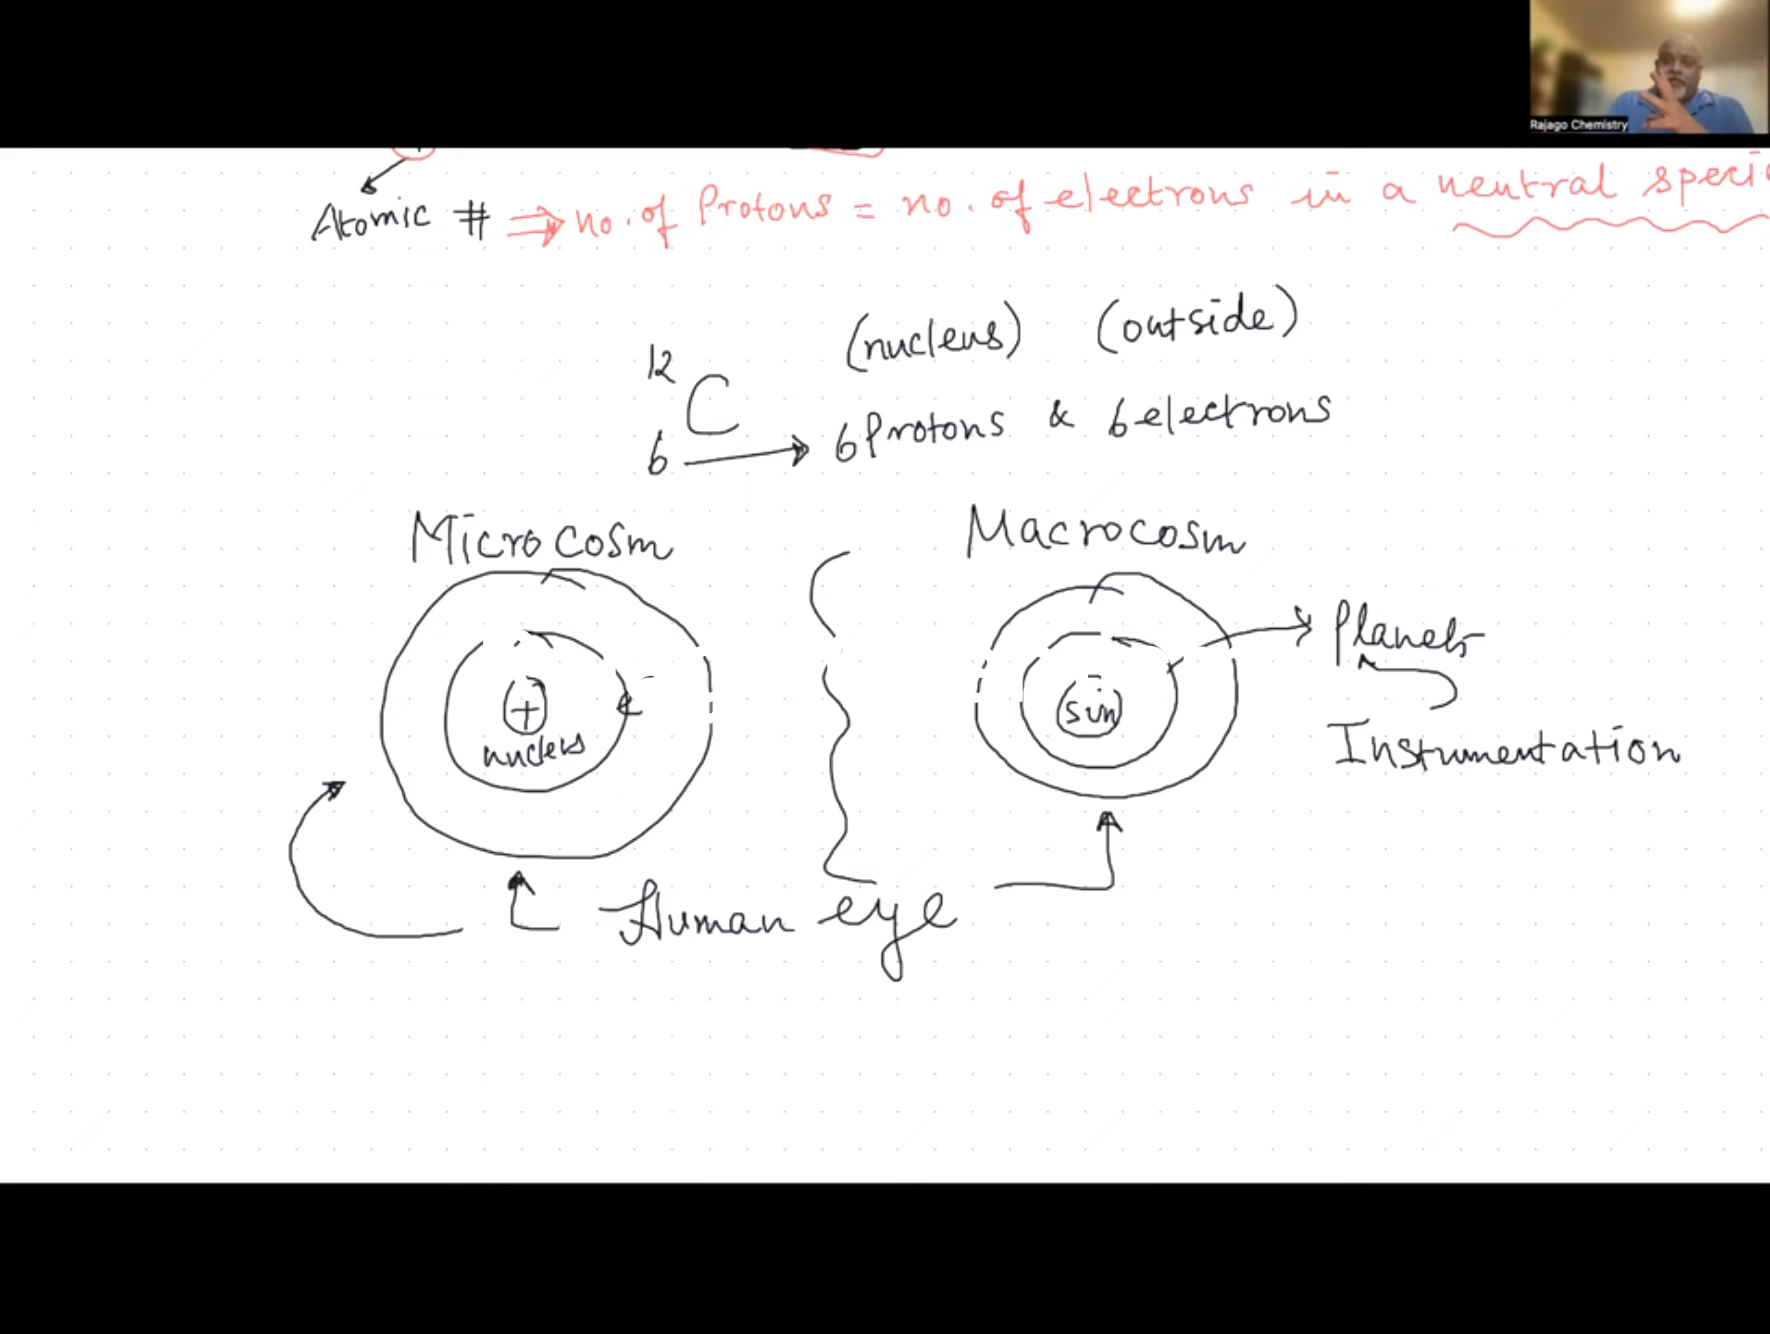 Rajago Chemistry
Atomic # ⇒ no. of Protons = no. of electrons in a neutral speci
(nucleus) (outside)
12
C
6 → 6 Protons & 6 electrons
Microcosm Macrocosm
Planets
+ sun
nucleus
Instrumentation
Human eye